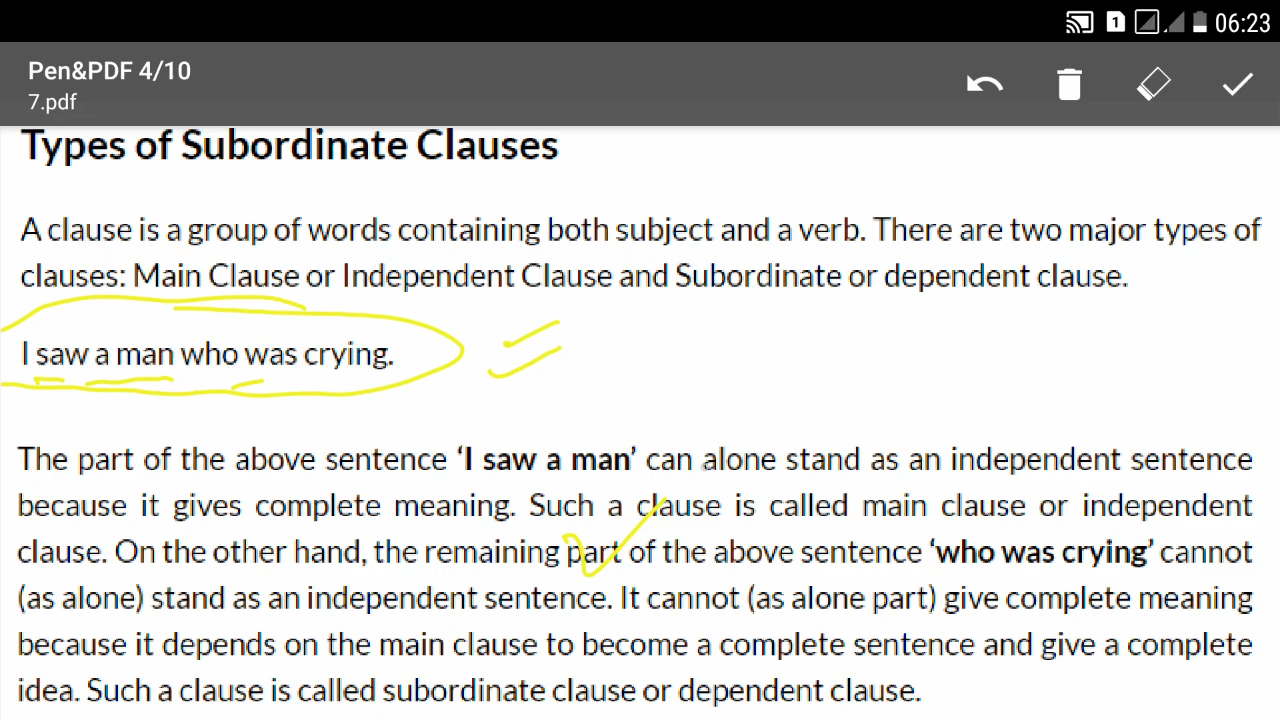 1 06:23
Pen&PDF 4/10
7.pdf
Types of Subordinate Clauses
A clause is a group of words containing both subject and a verb. There are two major types of
clauses: Main Clause or Independent Clause and Subordinate or dependent clause.
I saw a man who was crying.
The part of the above sentence ‘I saw a man’ can alone stand as an independent sentence
because it gives complete meaning. Such a clause is called main clause or independent
clause. On the other hand, the remaining part of the above sentence ‘who was crying’ cannot
(as alone) stand as an independent sentence. It cannot (as alone part) give complete meaning
because it depends on the main clause to become a complete sentence and give a complete
idea. Such a clause is called subordinate clause or dependent clause.